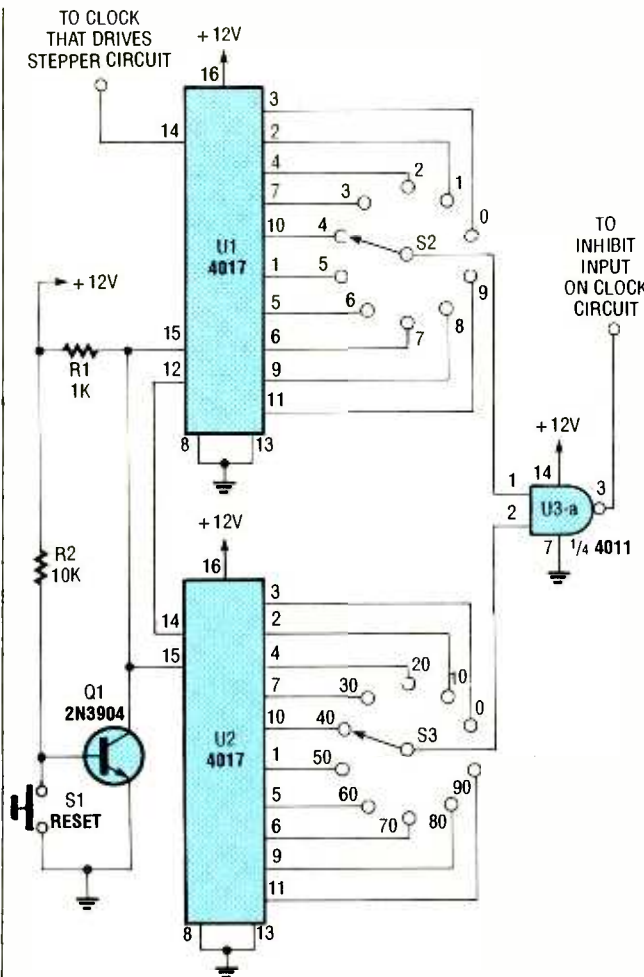 TO CLOCK
THAT DRIVES
STEPPER CIRCUIT
+12V
16
14
3
2
4
7
10
1
5
6
9
11
U1
4017
15
12
8
13
0
1
2
3
4
5
6
7
8
9
S2
TO
INHIBIT
INPUT
ON CLOCK
CIRCUIT
+12V
R1
1K
R2
10K
+12V
14
1
2
3
U3-a
7
1/4 4011
+12V
16
14
15
3
2
4
7
10
1
5
6
9
11
U2
4017
8
13
0
10
20
30
40
50
60
70
80
90
S3
Q1
2N3904
S1
RESET